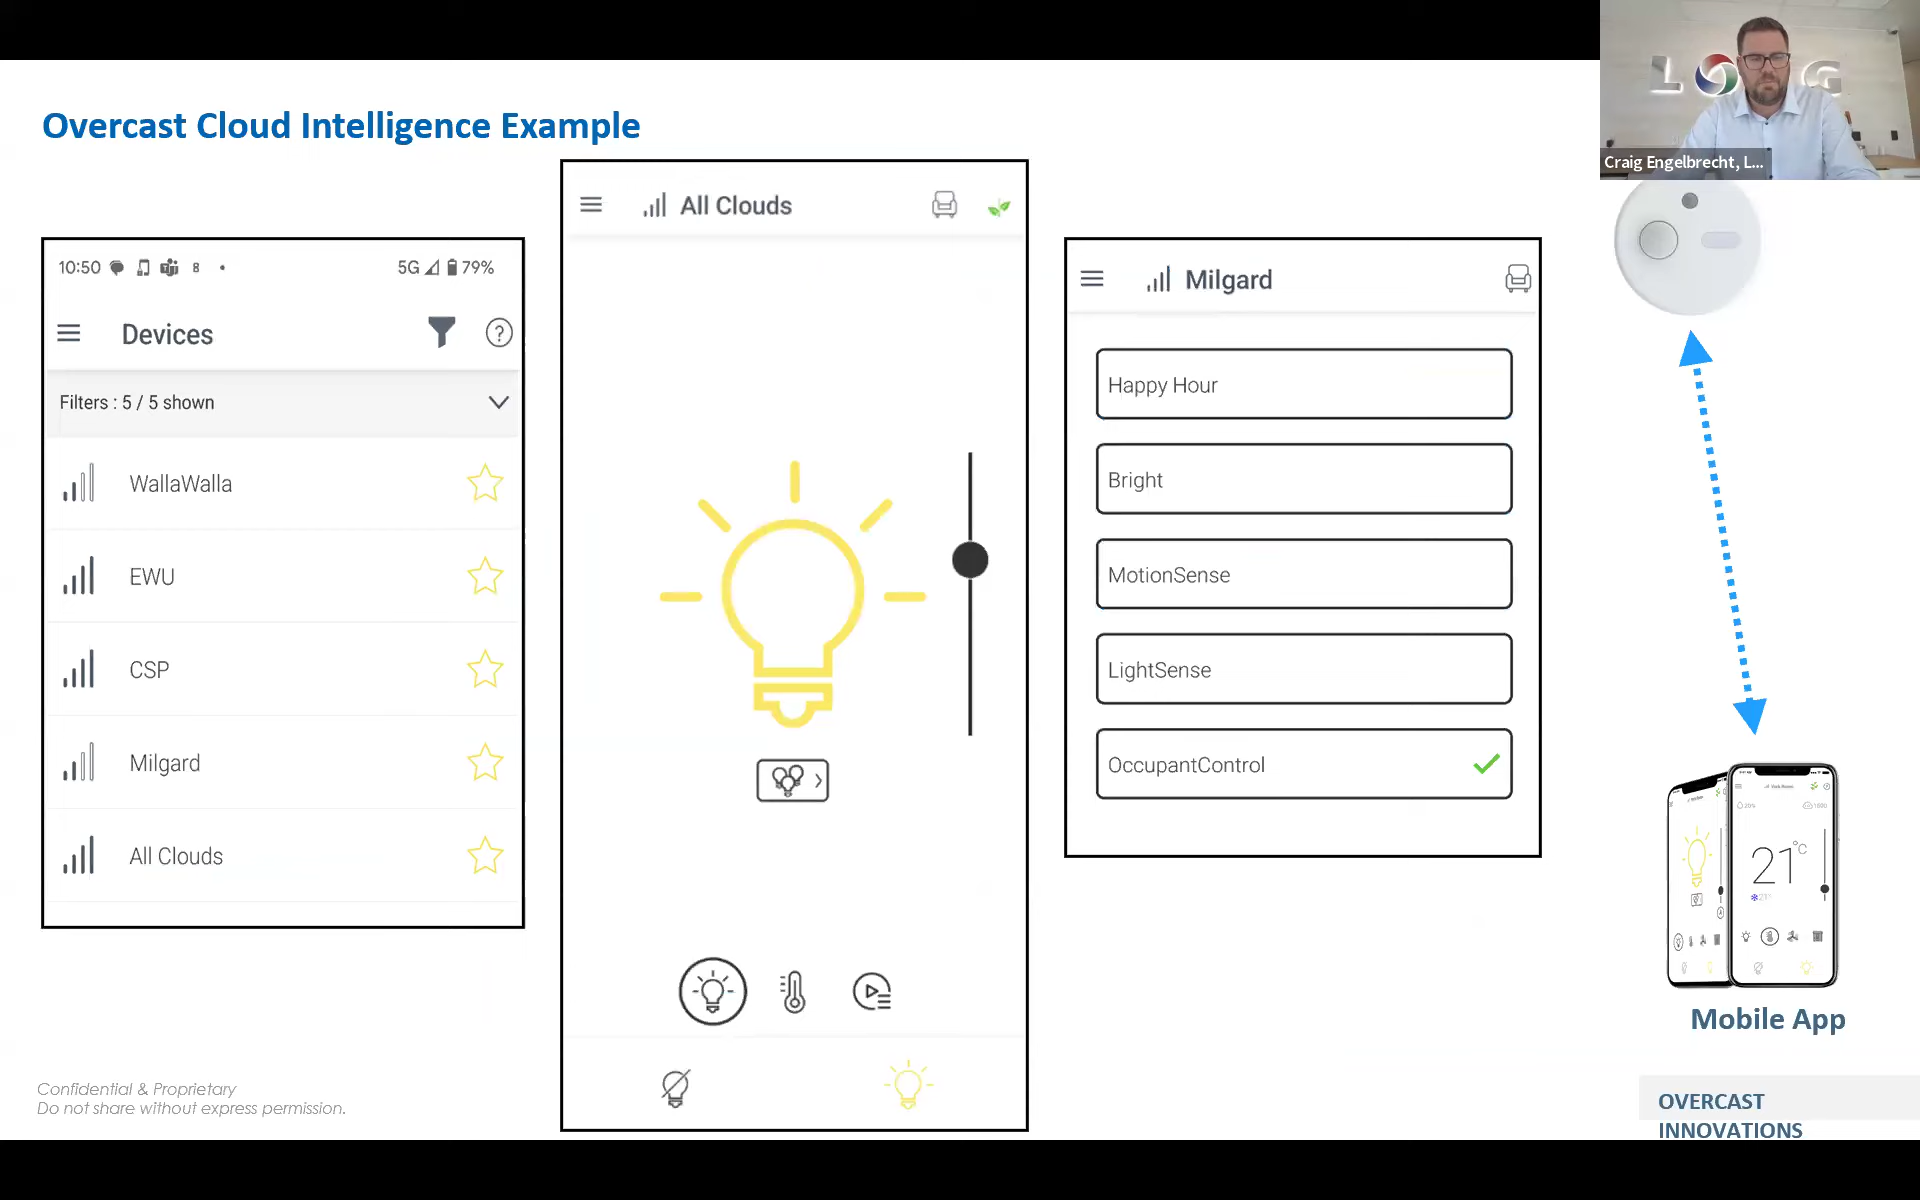 Overcast Cloud Intelligence Example
10:50 8
5G 79%
Devices
?
Filters : 5 / 5 shown
WallaWalla
EWU
CSP
Milgard
All Clouds
All Clouds
Milgard
Happy Hour
Bright
MotionSense
LightSense
OccupantControl
Craig Engelbrecht, L...
21°C
Mobile App
Confidential & Proprietary
Do not share without express permission.
OVERCAST
INNOVATIONS